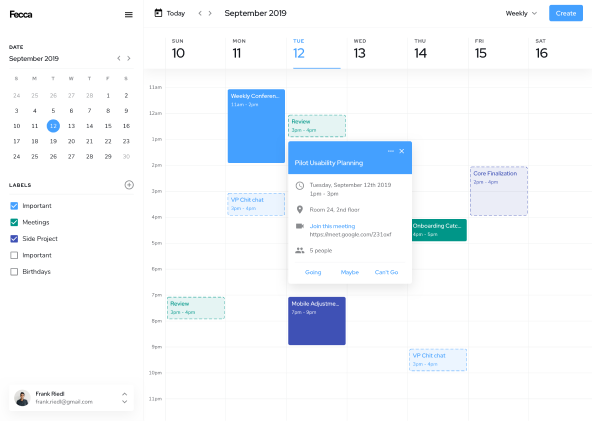 Fecca
Today
September 2019
Weekly
Create
DATE
September 2019
S M T W T F S
24 25 26 27 28 1 2
3 4 5 6 7 8 9
10 11 12 13 14 15 16
17 18 19 20 21 22 23
24 25 26 27 28 29 30
LABELS
Important
Meetings
Side Project
Important
Birthdays
Frank Riedl
frank.riedl@gmail.com
SUN MON TUE WED THU FRI SAT
10 11 12 13 14 15 16
11am
12am
1pm
2pm
3pm
4pm
5pm
6pm
7pm
8pm
9pm
10pm
11pm
Weekly Conferen...
11am - 2pm
Review
3pm - 4pm
Pilot Usability Planning
Tuesday, September 12th 2019
1pm - 3pm
Room 24, 2nd floor
Join this meeting
https://meet.google.com/231oxf
5 people
Going Maybe Can't Go
Core Finalization
2pm - 4pm
VP Chit chat
3pm - 4pm
Onboarding Catc...
4pm - 5pm
Review
3pm - 4pm
Mobile Adjustme...
7pm - 9pm
VP Chit chat
3pm - 4pm